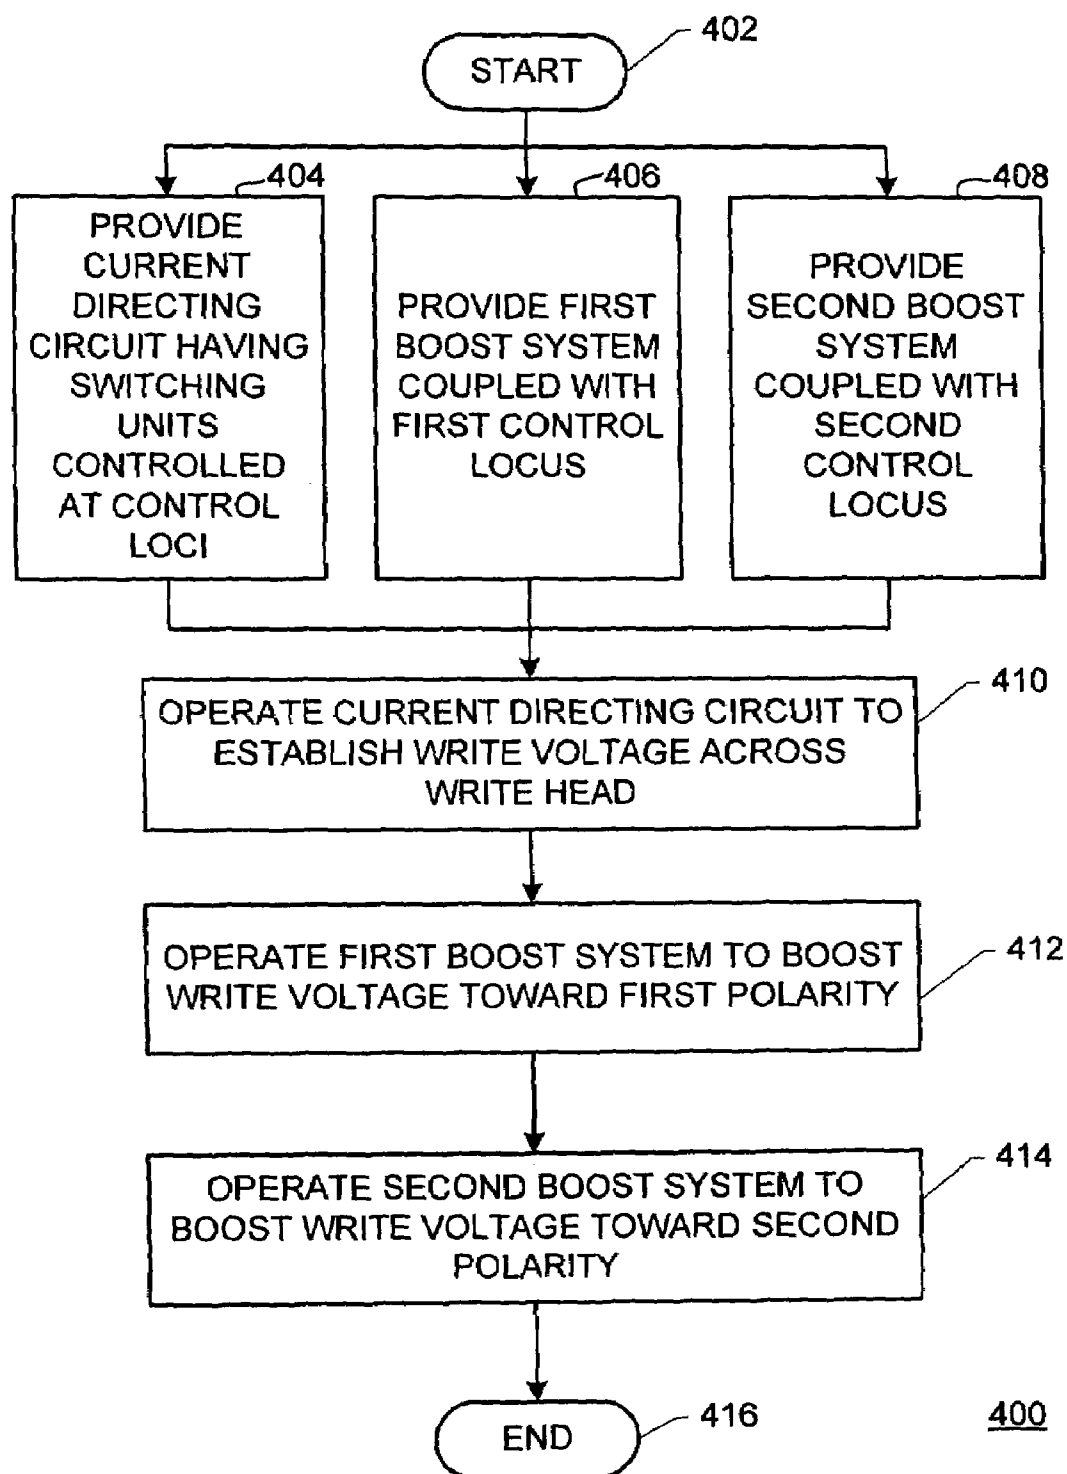 402
START
404
PROVIDE
CURRENT
DIRECTING
CIRCUIT HAVING
SWITCHING
UNITS
CONTROLLED
AT CONTROL
LOCI
406
PROVIDE FIRST
BOOST SYSTEM
COUPLED WITH
FIRST CONTROL
LOCUS
408
PROVIDE
SECOND BOOST
SYSTEM
COUPLED WITH
SECOND
CONTROL
LOCUS
410
OPERATE CURRENT DIRECTING CIRCUIT TO
ESTABLISH WRITE VOLTAGE ACROSS
WRITE HEAD
412
OPERATE FIRST BOOST SYSTEM TO BOOST
WRITE VOLTAGE TOWARD FIRST POLARITY
414
OPERATE SECOND BOOST SYSTEM TO
BOOST WRITE VOLTAGE TOWARD SECOND
POLARITY
416
END
400